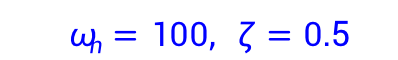 ωₙ = 100, ζ = 0.5